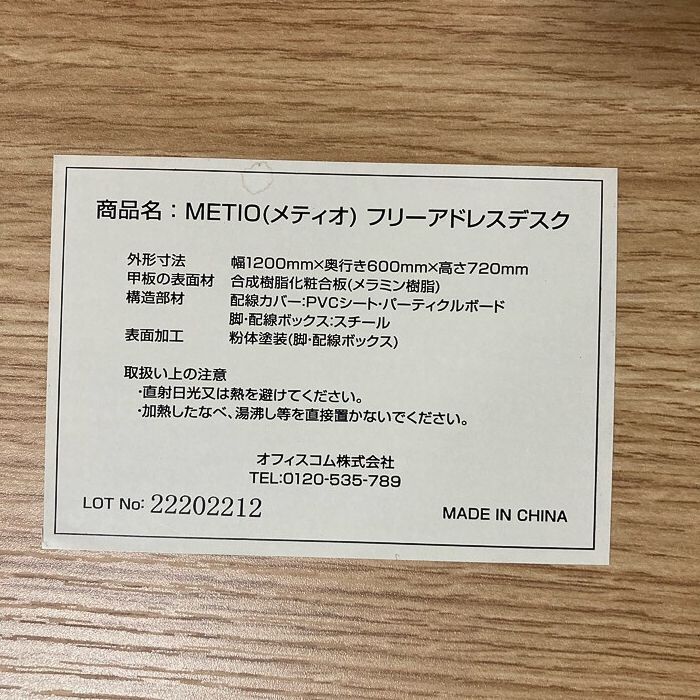 商品名：METIO(メティオ) フリーアドレスデスク
外形寸法 幅1200mm×奥行き600mm×高さ720mm
甲板の表面材 合成樹脂化粧合板(メラミン樹脂)
構造部材 配線カバー:PVCシート・パーティクルボード
脚・配線ボックス:スチール
表面加工 粉体塗装(脚・配線ボックス)
取扱い上の注意
・直射日光又は熱を避けてください。
・加熱したなべ、湯沸し等を直接置かないでください。
オフィスコム株式会社
TEL:0120-535-789
LOT No: 22202212 MADE IN CHINA